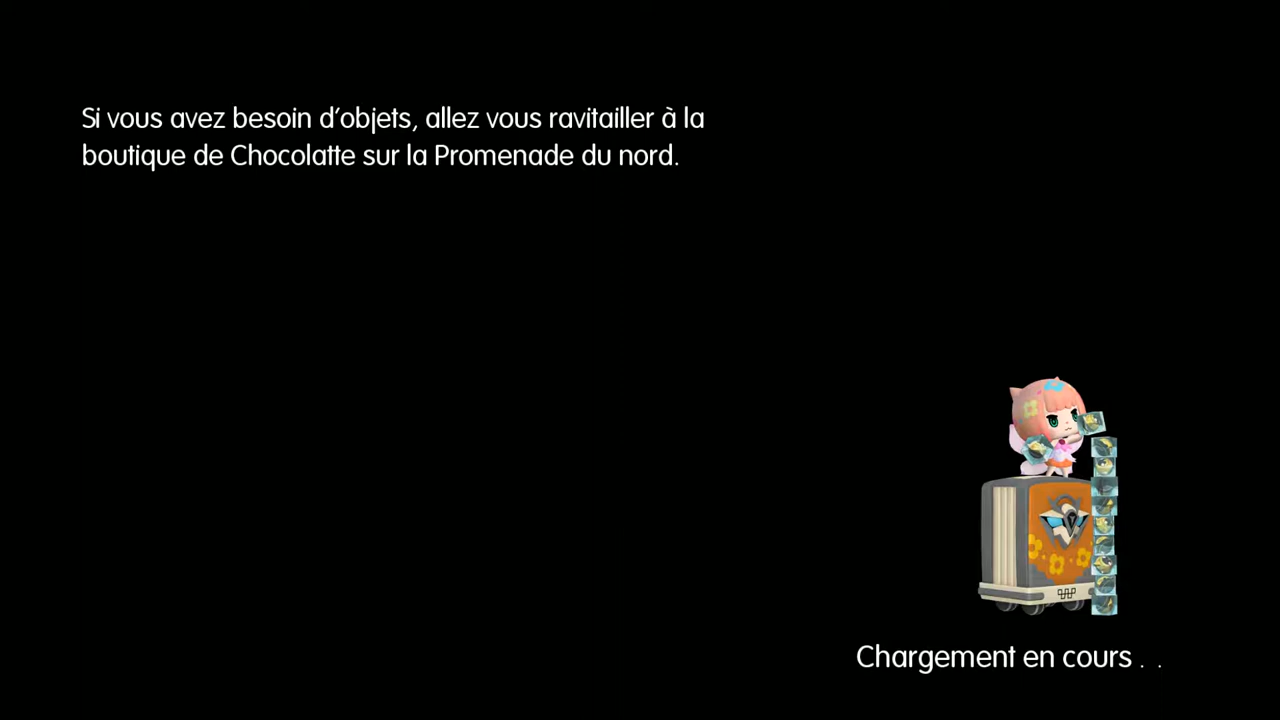 Si vous avez besoin d'objets, allez vous ravitailler à la
boutique de Chocolatte sur la Promenade du nord.
Chargement en cours . .